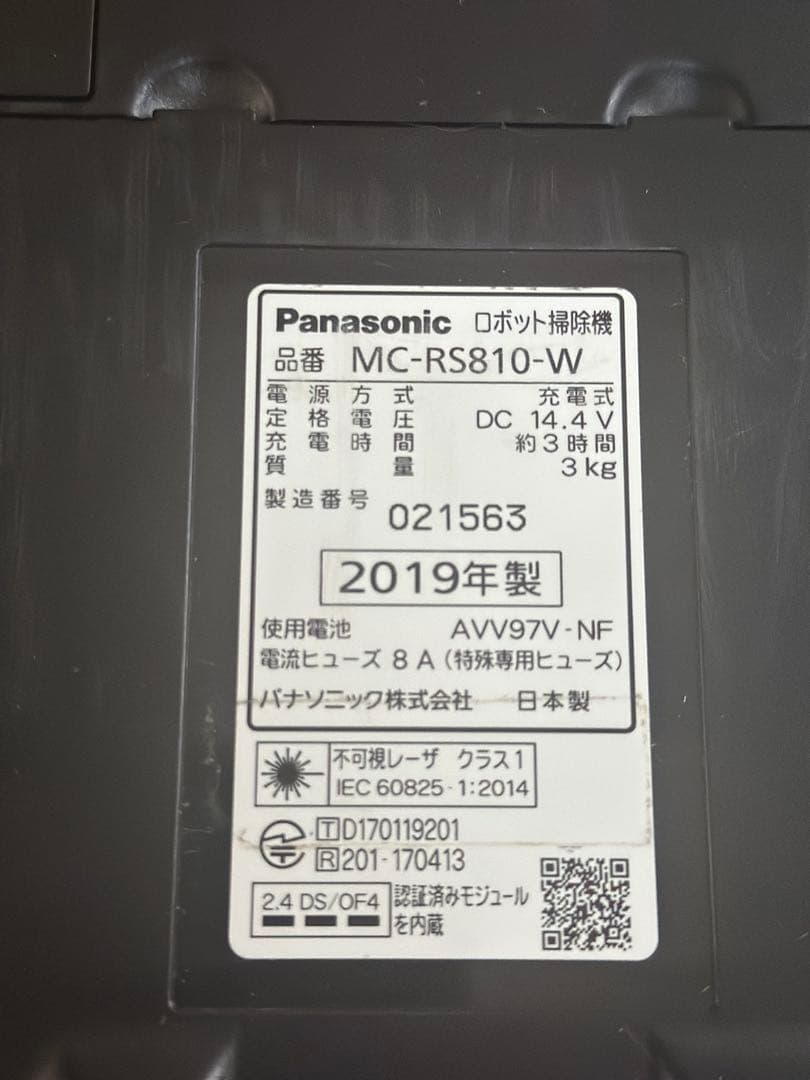 Panasonic ロボット掃除機
品番 MC-RS810-W
電源方式 充電式
定格電圧 DC 14.4 V
充電時間 約3時間
質量 3kg
製造番号 021563
2019年製
使用電池 AVV97V-NF
電流ヒューズ 8 A (特殊専用ヒューズ)
パナソニック株式会社 日本製
不可視レーザ クラス1
IEC 60825-1:2014
T D170119201
R 201-170413
2.4 DS/OF4 認証済みモジュール
を内蔵